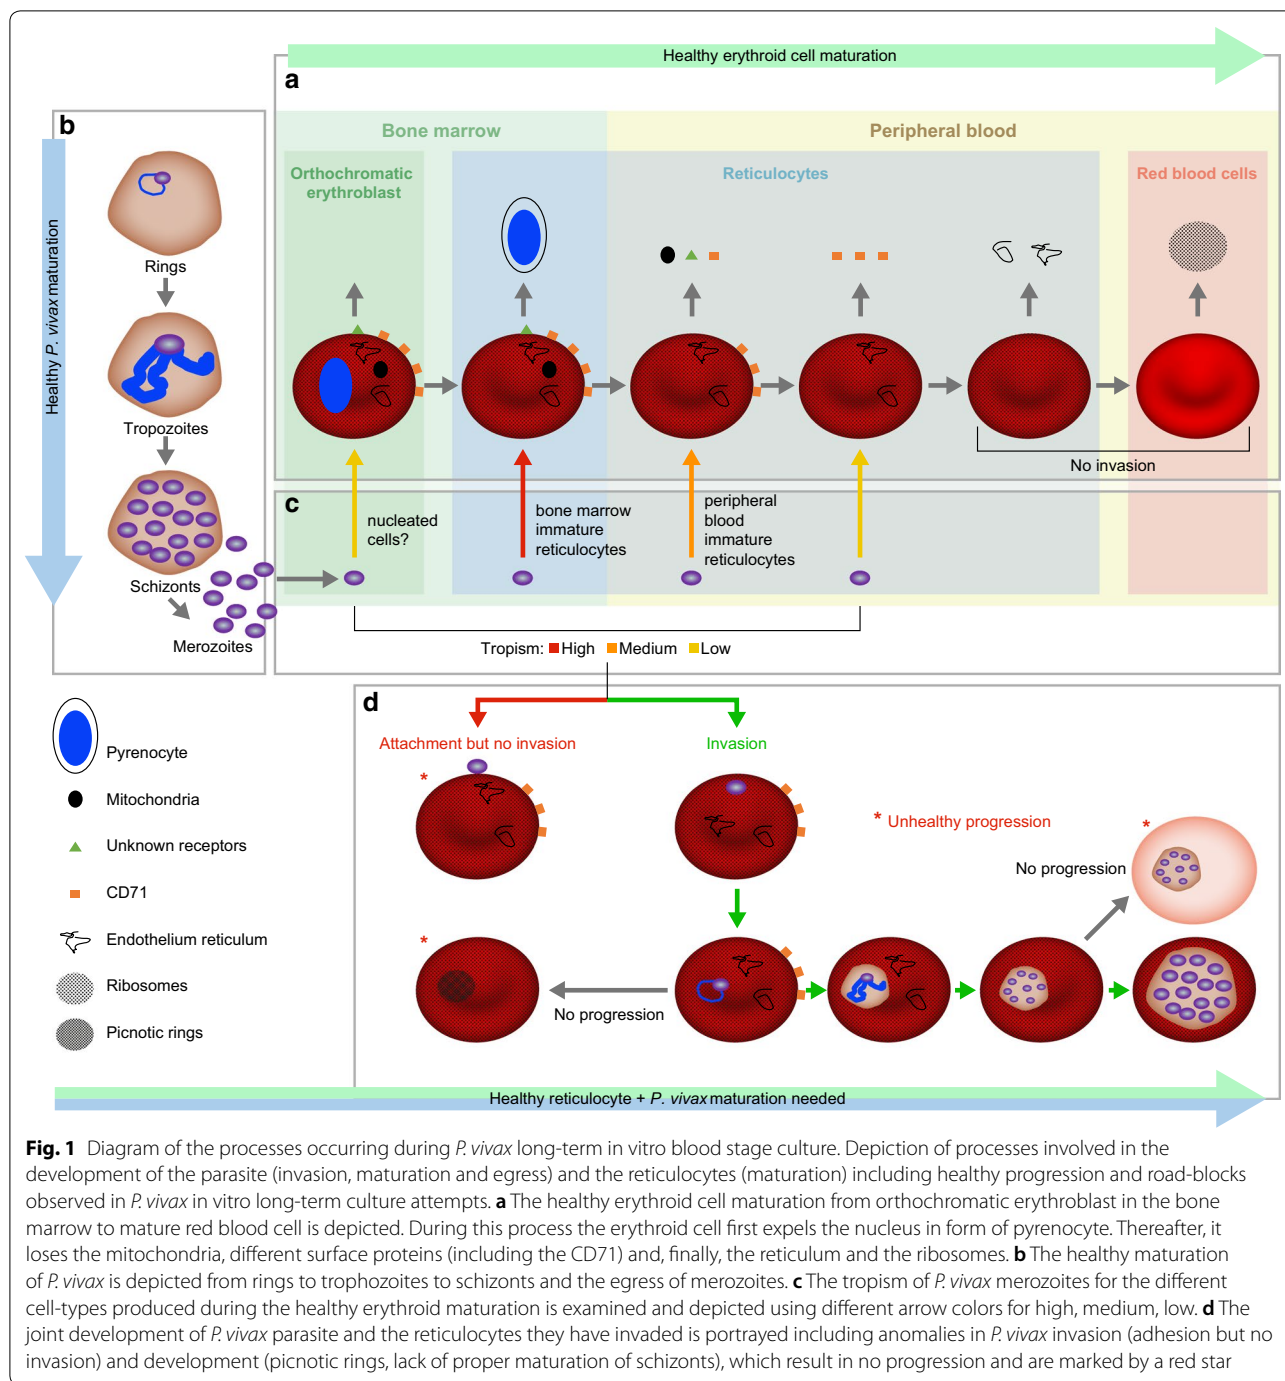 Healthy erythroid cell maturation
a
b
Bone marrow
Peripheral blood
Orthochromatic
erythroblast
Reticulocytes
Red blood cells
Healthy P. vivax maturation
Rings
Tropozoites
Schizonts
Merozoites
No invasion
c
nucleated
cells?
bone marrow
immature
reticulocytes
peripheral
blood
immature
reticulocytes
Tropism: High Medium Low
d
Attachment but no invasion
Invasion
*
* Unhealthy progression
*
No progression
*
No progression
Pyrenocyte
Mitochondria
Unknown receptors
CD71
Endothelium reticulum
Ribosomes
Picnotic rings
Healthy reticulocyte + P. vivax maturation needed
Fig. 1 Diagram of the processes occurring during P. vivax long-term in vitro blood stage culture. Depiction of processes involved in the
development of the parasite (invasion, maturation and egress) and the reticulocytes (maturation) including healthy progression and road-blocks
observed in P. vivax in vitro long-term culture attempts. a The healthy erythroid cell maturation from orthochromatic erythroblast in the bone
marrow to mature red blood cell is depicted. During this process the erythroid cell first expels the nucleus in form of pyrenocyte. Thereafter, it
loses the mitochondria, different surface proteins (including the CD71) and, finally, the reticulum and the ribosomes. b The healthy maturation
of P. vivax is depicted from rings to trophozoites to schizonts and the egress of merozoites. c The tropism of P. vivax merozoites for the different
cell-types produced during the healthy erythroid maturation is examined and depicted using different arrow colors for high, medium, low. d The
joint development of P. vivax parasite and the reticulocytes they have invaded is portrayed including anomalies in P. vivax invasion (adhesion but no
invasion) and development (picnotic rings, lack of proper maturation of schizonts), which result in no progression and are marked by a red star